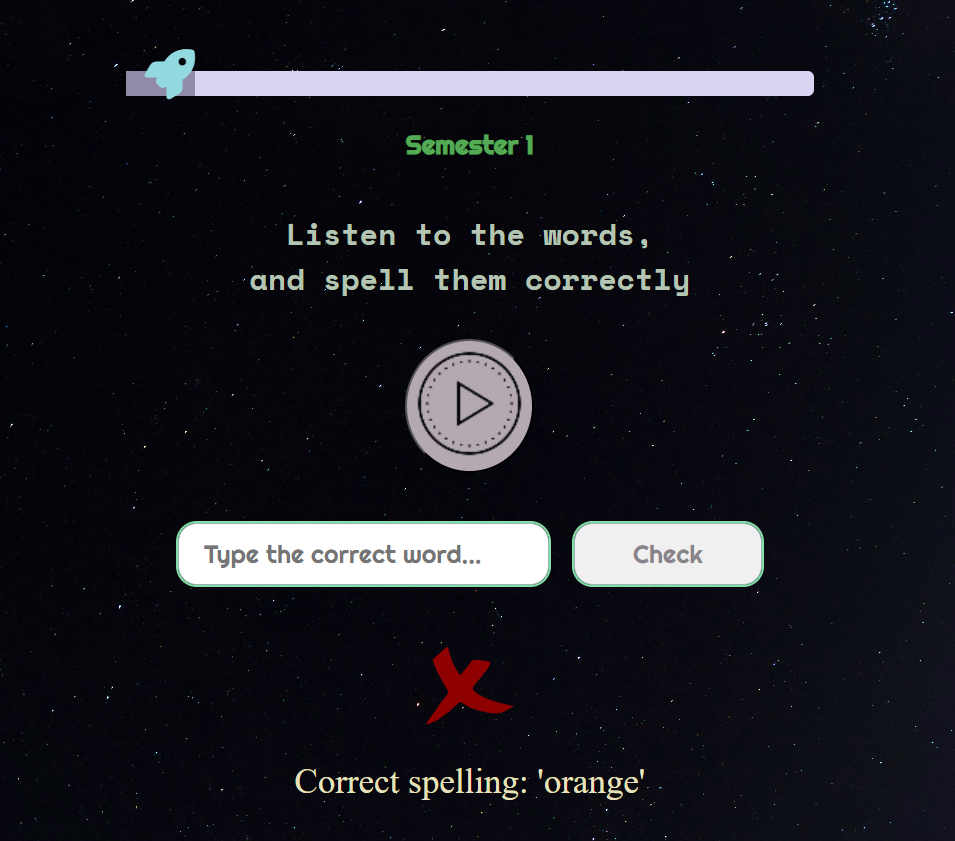 Semester 1
Listen to the words,
and spell them correctly
Type the correct word...
Check
Correct spelling: 'orange'